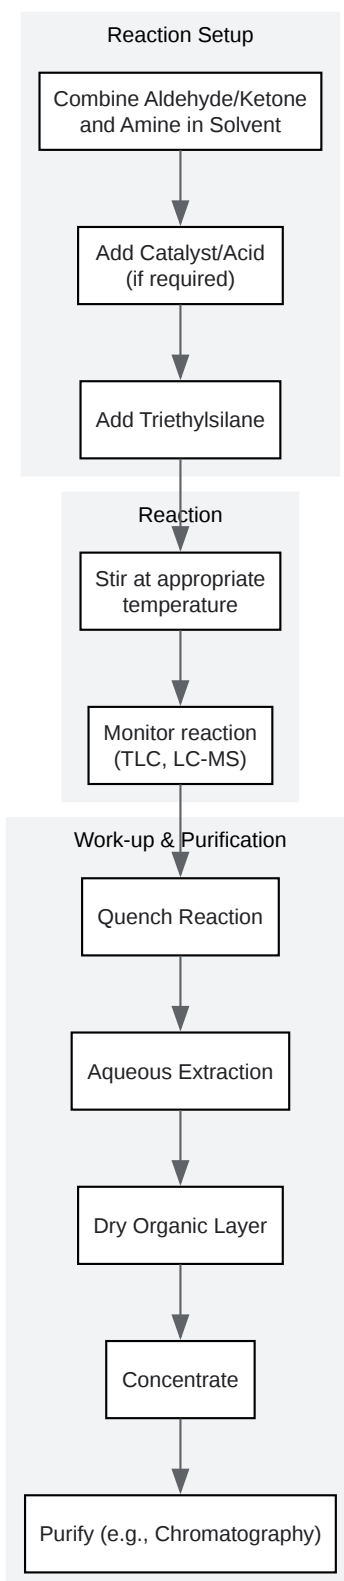 Reaction Setup
Combine Aldehyde/Ketone
and Amine in Solvent
Add Catalyst/Acid
(if required)
Add Triethylsilane
Reaction
Stir at appropriate
temperature
Monitor reaction
(TLC, LC-MS)
Work-up & Purification
Quench Reaction
Aqueous Extraction
Dry Organic Layer
Concentrate
Purify (e.g., Chromatography)